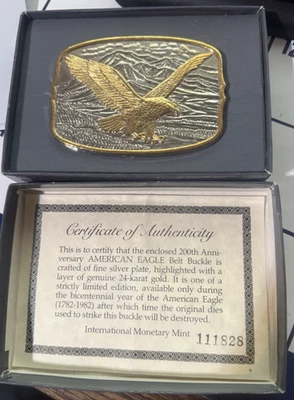 Certificate of Authenticity
This is to certify that the enclosed 200th Anni-
versary AMERICAN EAGLE Belt Buckle is
crafted of fine silver plate, highlighted with a
layer of genuine 24-karat gold. It is one of a
strictly limited edition, available only during
the bicentennial year of the American Eagle
(1782-1982) after which time the original dies
used to strike this buckle will be destroyed.
International Monetary Mint 111828